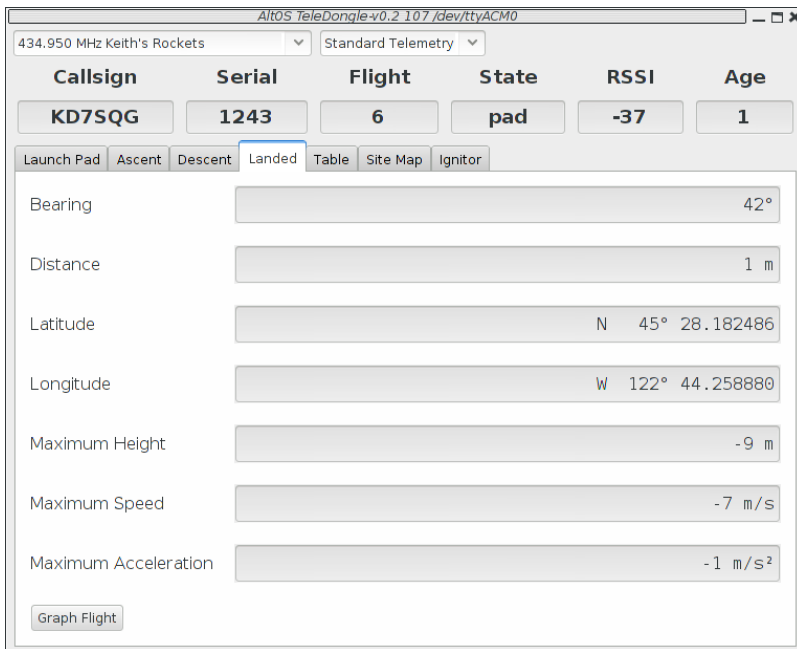 AltOS TeleDongle-v0.2 107 /dev/ttyACM0
434.950 MHz Keith's Rockets Standard Telemetry
Callsign Serial Flight State RSSI Age
KD7SQG 1243 6 pad -37 1
Launch Pad Ascent Descent Landed Table Site Map Ignitor
Bearing 42°
Distance 1 m
Latitude N 45° 28.182486
Longitude W 122° 44.258880
Maximum Height -9 m
Maximum Speed -7 m/s
Maximum Acceleration -1 m/s²
Graph Flight